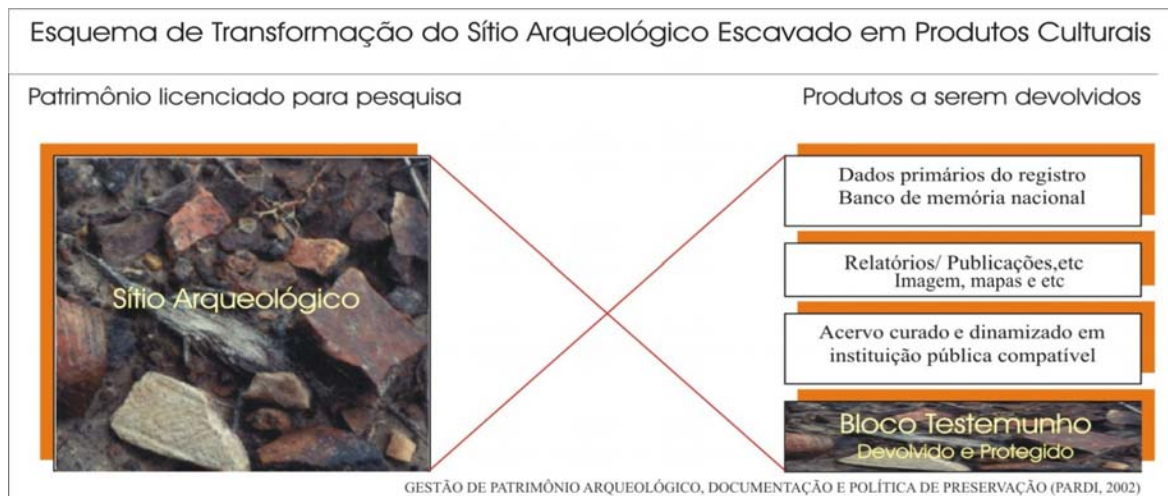 Esquema de Transformação do Sítio Arqueológico Escavado em Produtos Culturais
Patrimônio licenciado para pesquisa
Produtos a serem devolvidos
Sítio Arqueológico
Dados primários do registro
Banco de memória nacional
Relatórios/ Publicações,etc
Imagem, mapas e etc
Acervo curado e dinamizado em
instituição pública compatível
Bloco Testemunho
Devolvido e Protegido
GESTÃO DE PATRIMÔNIO ARQUEOLÓGICO, DOCUMENTAÇÃO E POLÍTICA DE PRESERVAÇÃO (PARDI, 2002)